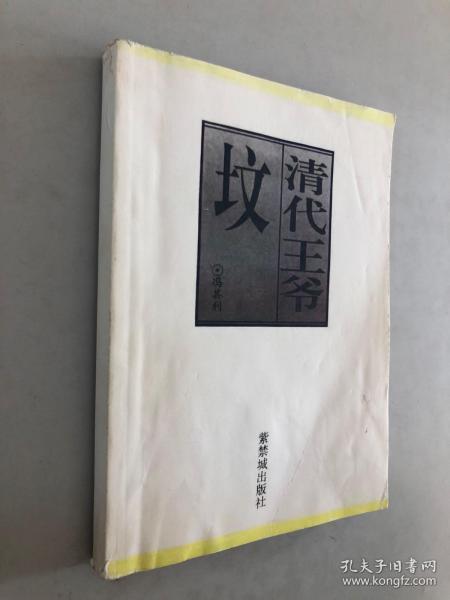 清代王爷
坟
冯其利
紫禁城出版社
孔夫子旧书网
www.kongfz.com